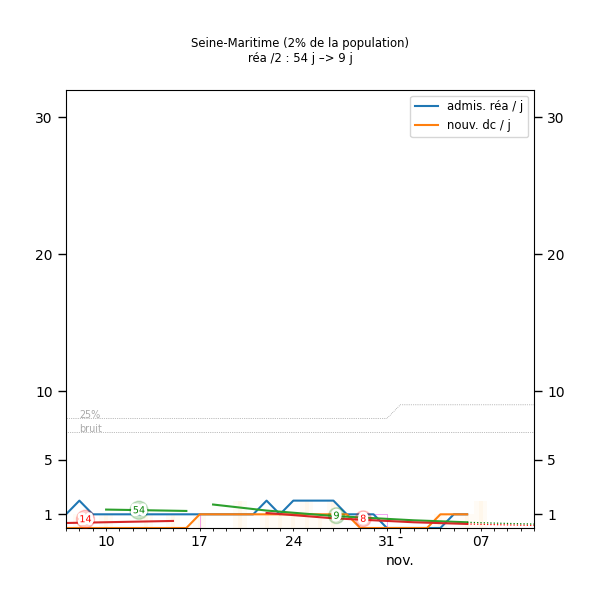 Seine-Maritime (2% de la population)
réa /2 : 54 j –> 9 j
admis. réa / j
nouv. dc / j
30 30
20 20
10 10
25%
bruit
5 5
1 1
14 54 9 8
10 17 24 31 - 07
nov.